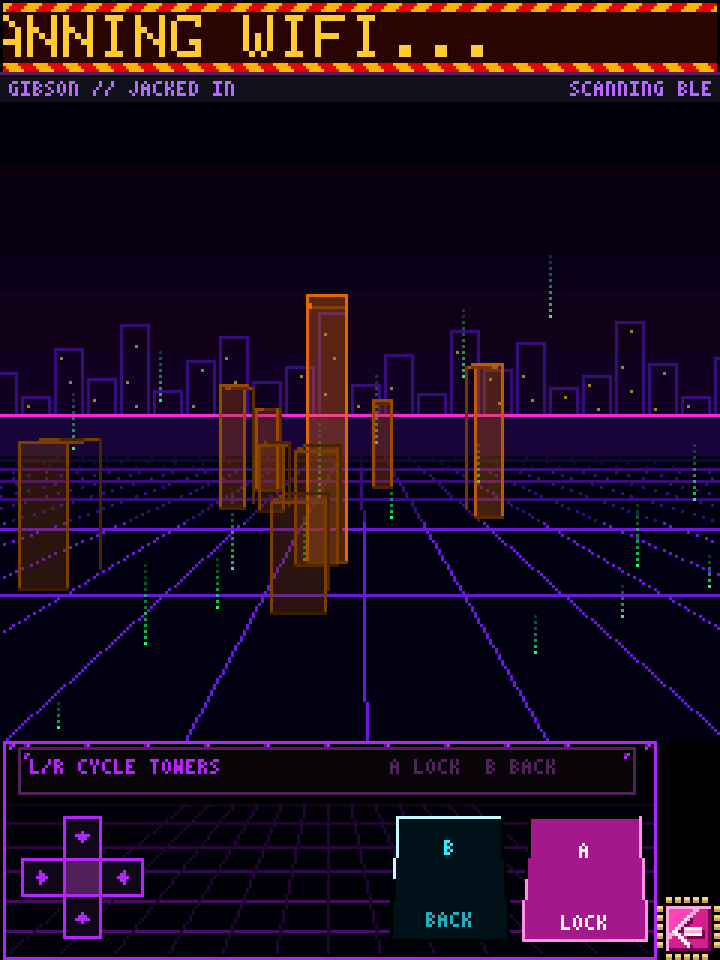 ANNING WIFI...
GIBSON // JACKED IN
SCANNING BLE
L/R CYCLE TOWERS
A LOCK B BACK
B
A
BACK
LOCK